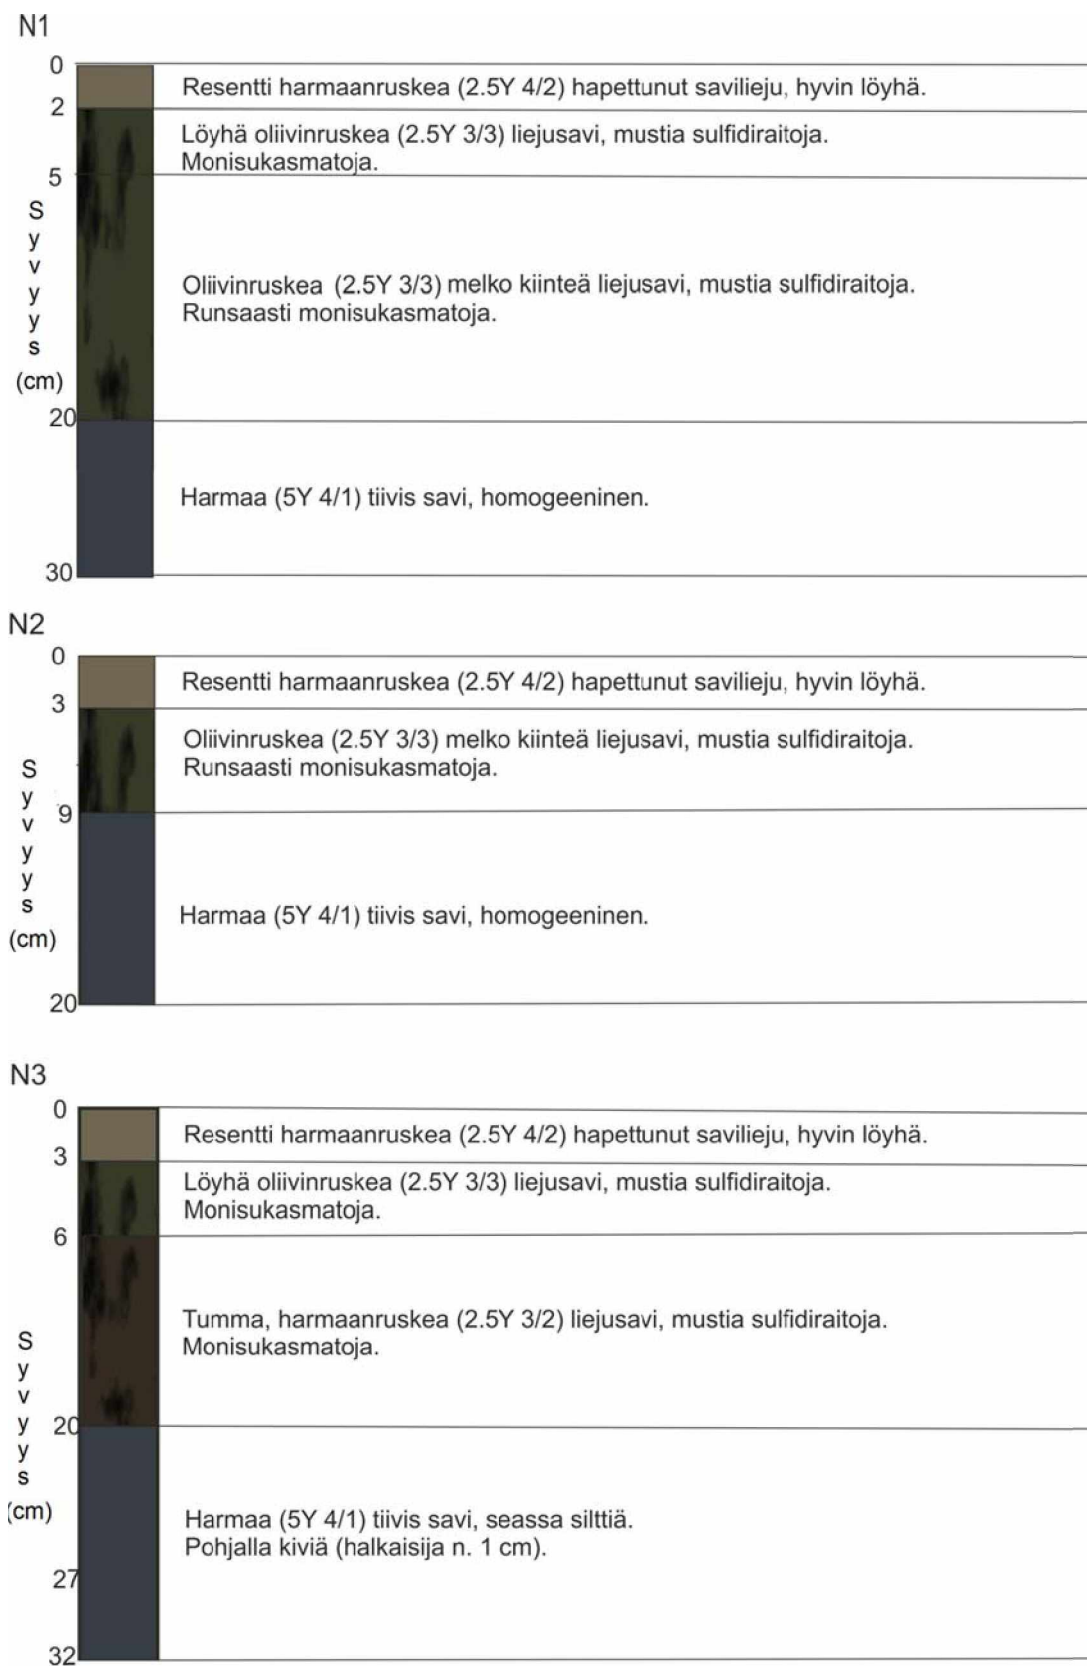 N1
0
Resentti harmaanruskea (2.5Y 4/2) hapettunut savilieju, hyvin löyhä.
2
Löyhä oliivinruskea (2.5Y 3/3) liejusavi, mustia sulfidiraitoja.
Monisukasmatoja.
5
Syvyys
(cm)
Oliivinruskea (2.5Y 3/3) melko kiinteä liejusavi, mustia sulfidiraitoja.
Runsaasti monisukasmatoja.
20
Harmaa (5Y 4/1) tiivis savi, homogeeninen.
30
N2
0
Resentti harmaanruskea (2.5Y 4/2) hapettunut savilieju, hyvin löyhä.
3
Oliivinruskea (2.5Y 3/3) melko kiinteä liejusavi, mustia sulfidiraitoja.
Runsaasti monisukasmatoja.
Syvyys
(cm)
9
Harmaa (5Y 4/1) tiivis savi, homogeeninen.
20
N3
0
Resentti harmaanruskea (2.5Y 4/2) hapettunut savilieju, hyvin löyhä.
3
Löyhä oliivinruskea (2.5Y 3/3) liejusavi, mustia sulfidiraitoja.
Monisukasmatoja.
6
Tumma, harmaanruskea (2.5Y 3/2) liejusavi, mustia sulfidiraitoja.
Monisukasmatoja.
Syvyys
(cm)
20
Harmaa (5Y 4/1) tiivis savi, seassa silttiä.
Pohjalla kiviä (halkaisija n. 1 cm).
27
32